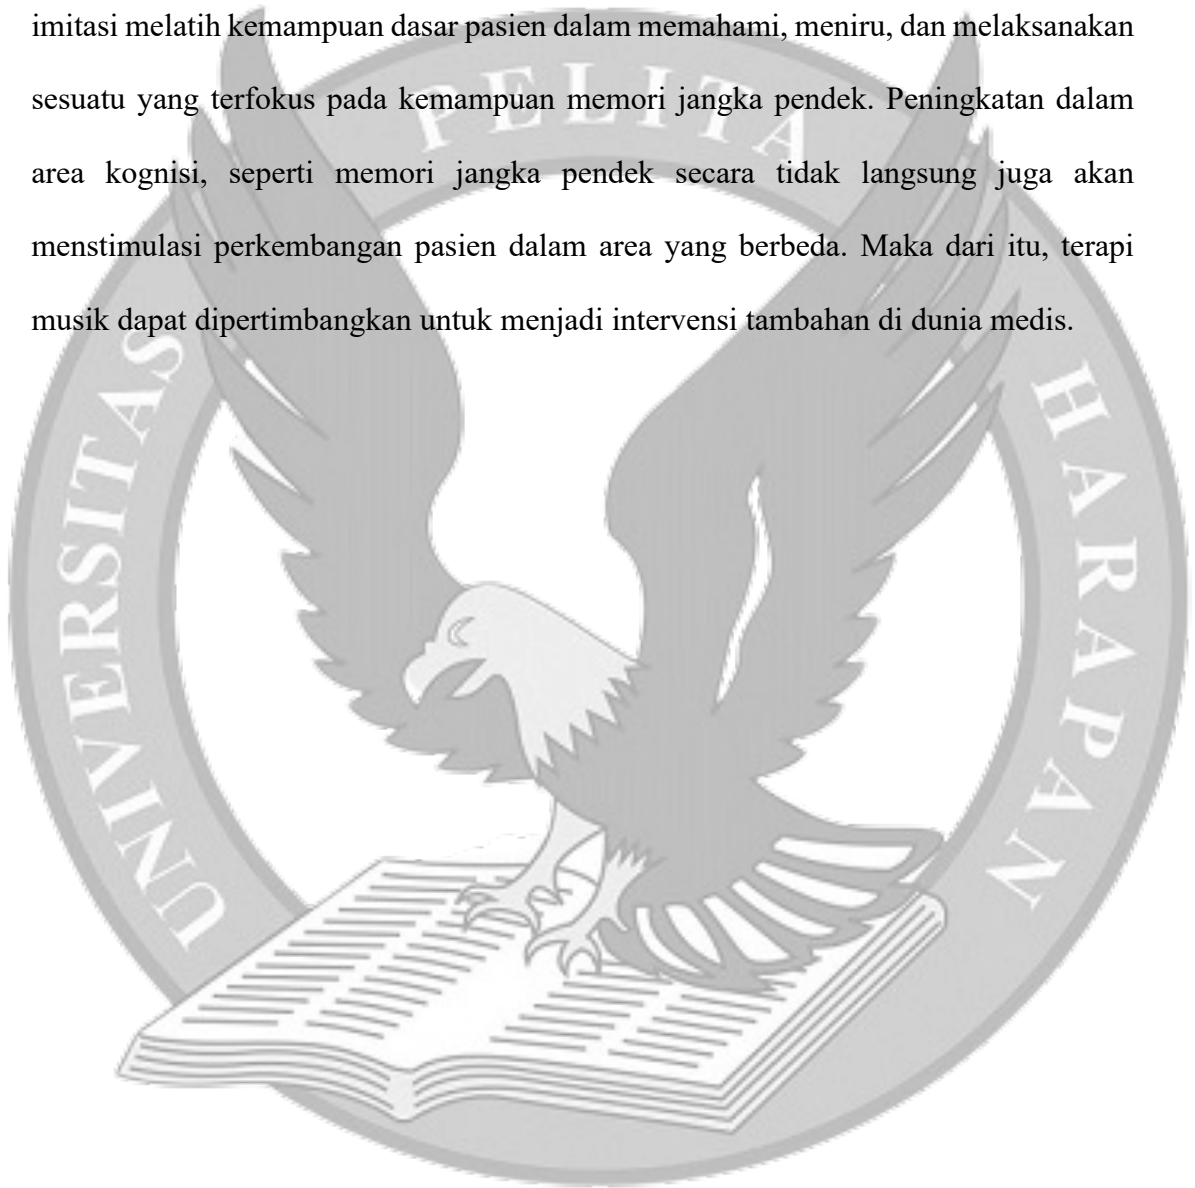 imitasi melatih kemampuan dasar pasien dalam memahami, meniru, dan melaksanakan
sesuatu yang terfokus pada kemampuan memori jangka pendek. Peningkatan dalam
area kognisi, seperti memori jangka pendek secara tidak langsung juga akan
menstimulasi perkembangan pasien dalam area yang berbeda. Maka dari itu, terapi
musik dapat dipertimbangkan untuk menjadi intervensi tambahan di dunia medis.
UNIVERSITAS PELITA HARAPAN